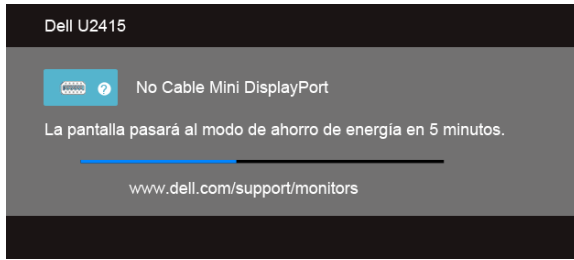 Dell U2415
No Cable Mini DisplayPort
La pantalla pasará al modo de ahorro de energía en 5 minutos.
www.dell.com/support/monitors